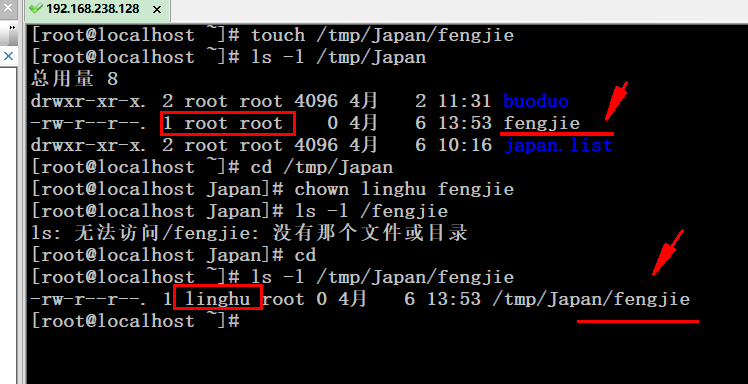 192.168.238.128 ×
[root@localhost ~]# touch /tmp/Japan/fengjie
[root@localhost ~]# ls -l /tmp/Japan
总用量 8
drwxr-xr-x. 2 root root 4096 4月   2 11:31 buoduo
-rw-r--r--. 1 root root    0 4月   6 13:53 fengjie
drwxr-xr-x. 2 root root 4096 4月   6 10:16 japan.list
[root@localhost ~]# cd /tmp/Japan
[root@localhost Japan]# chown linghu fengjie
[root@localhost Japan]# ls -l /fengjie
ls: 无法访问/fengjie: 没有那个文件或目录
[root@localhost Japan]# cd
[root@localhost ~]# ls -l /tmp/Japan/fengjie
-rw-r--r--. 1 linghu root 0 4月   6 13:53 /tmp/Japan/fengjie
[root@localhost ~]#